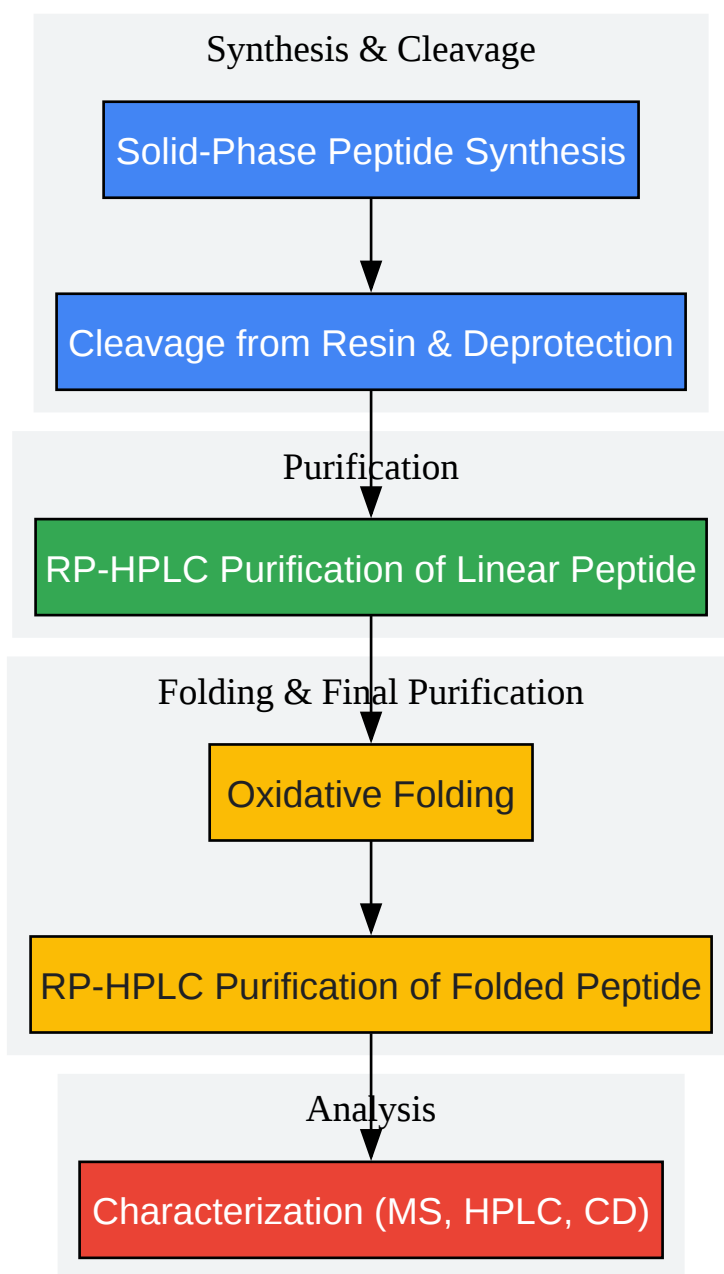 Synthesis & Cleavage
Solid-Phase Peptide Synthesis
Cleavage from Resin & Deprotection
Purification
RP-HPLC Purification of Linear Peptide
Folding & Final Purification
Oxidative Folding
RP-HPLC Purification of Folded Peptide
Analysis
Characterization (MS, HPLC, CD)